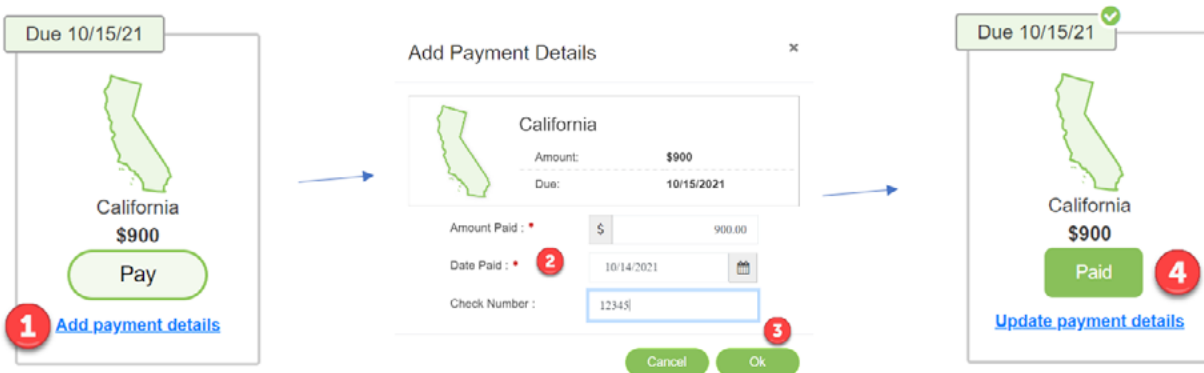 Due 10/15/21
California
$900
Pay
1 Add payment details
Add Payment Details ×
California
Amount: $900
Due: 10/15/2021
Amount Paid : * $ 900.00
Date Paid : * 2 10/14/2021
Check Number : 12345
3
Cancel Ok
Due 10/15/21
California
$900
Paid 4
Update payment details